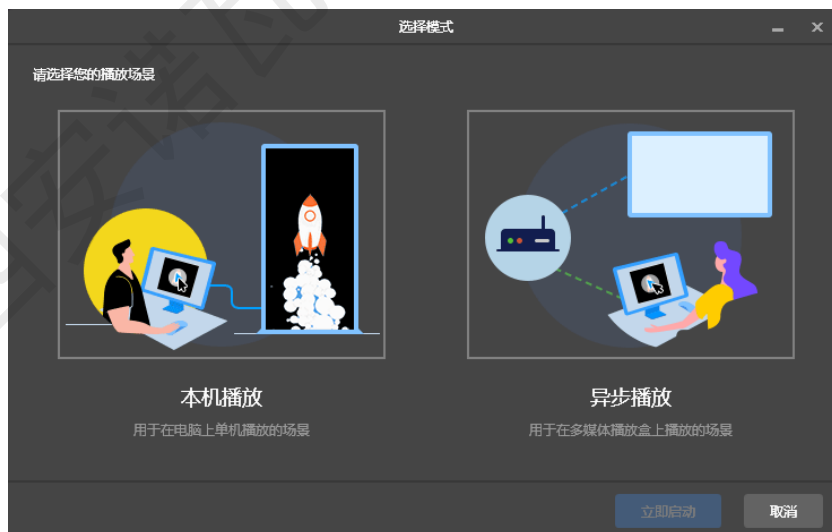 选择模式
请选择您的播放场景
本机播放
用于在电脑上单机播放的场景
异步播放
用于在多媒体播放盒上播放的场景
立即启动
取消